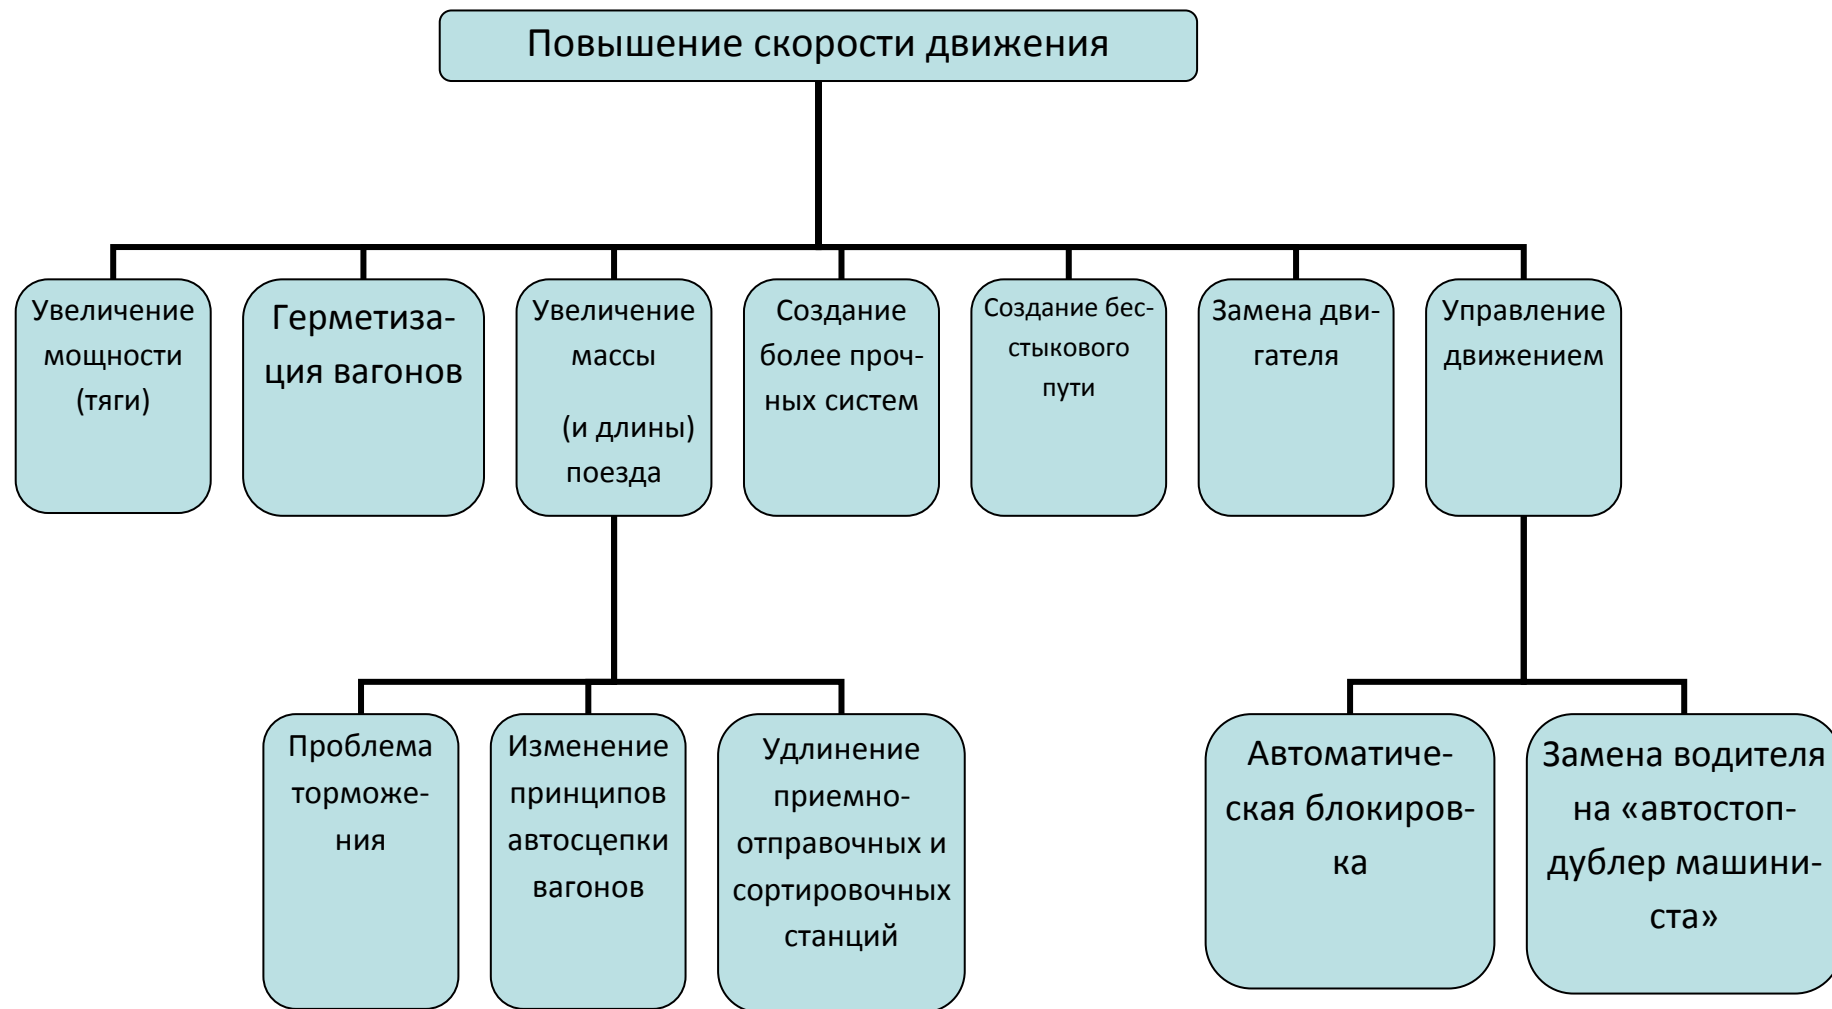 Повышение скорости движения
Увеличение
мощности
(тяги)
Герметиза-
ция вагонов
Увеличение
массы
(и длины)
поезда
Создание
более проч-
ных систем
Создание бес-
стыкового
пути
Замена дви-
гателя
Управление
движением
Проблема
торможе-
ния
Изменение
принципов
автосцепки
вагонов
Удлинение
приемно-
отправочных и
сортировочных
станций
Автоматиче-
ская блокиров-
ка
Замена водителя
на «автостоп-
дублер машини-
ста»